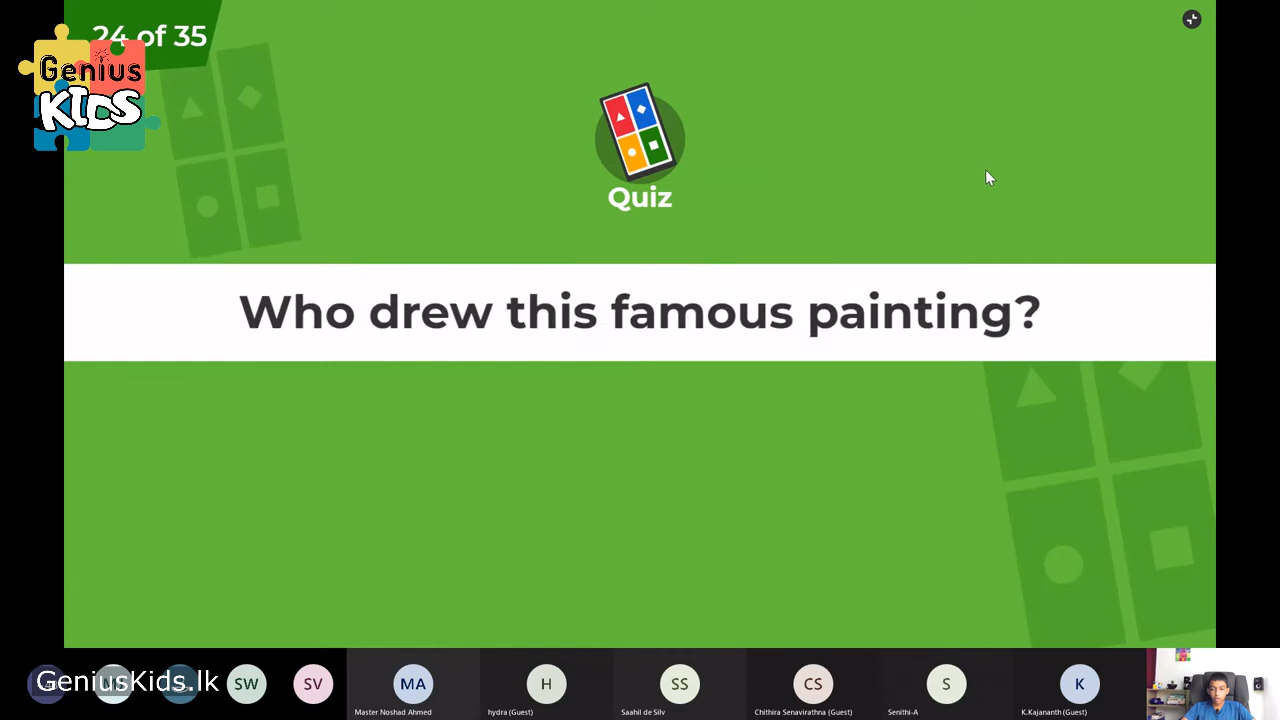 24 of 35
Genius
KIDS
Quiz
Who drew this famous painting?
GeniusKids.lk
SW
SV
MA
H
SS
CS
S
K
Master Noshad Ahmed
hydra (Guest)
Saahil de Silv
Chithira Senavirathna (Guest)
Senithi-A
K.Kajananth (Guest)